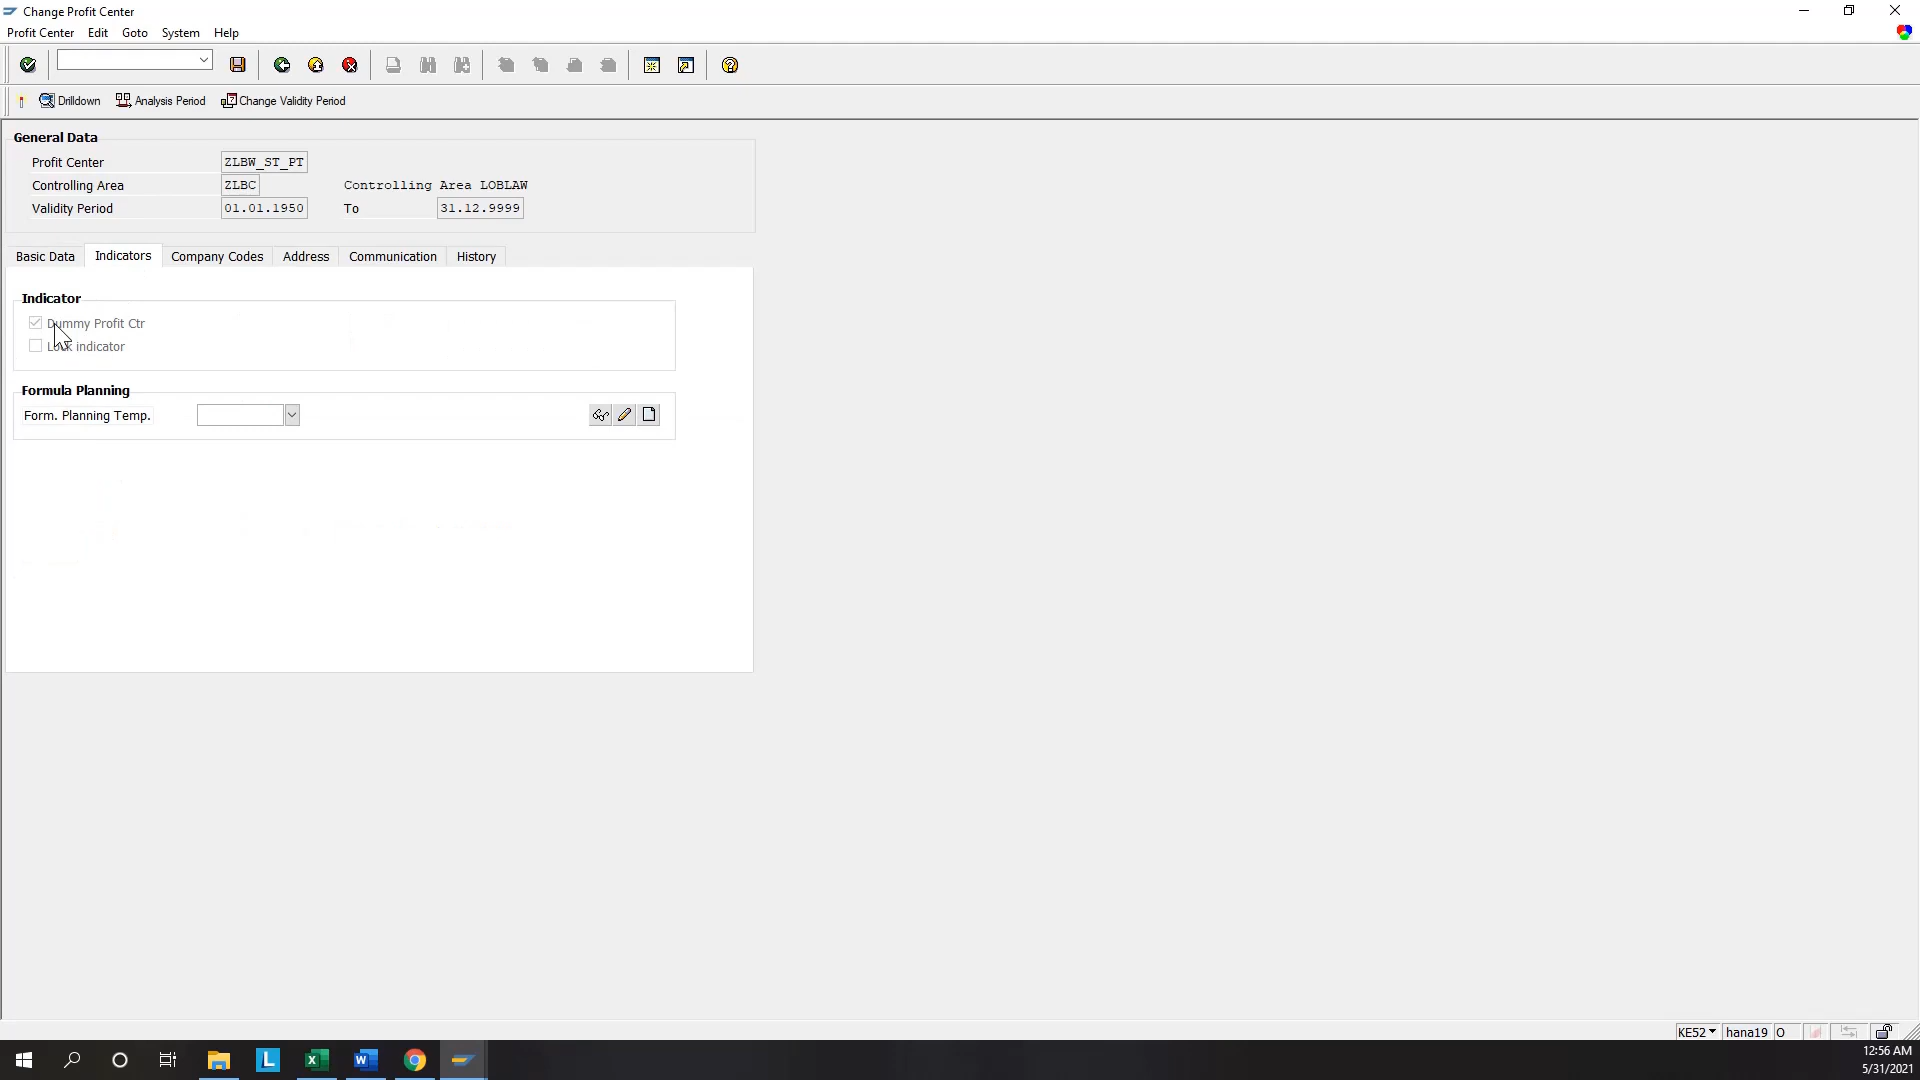 Change Profit Center
Profit Center Edit Goto System Help
Drilldown Analysis Period Change Validity Period
General Data
Profit Center ZLBW_ST_PT
Controlling Area ZLBC Controlling Area LOBLAW
Validity Period 01.01.1950 To 31.12.9999
Basic Data Indicators Company Codes Address Communication History
Indicator
Dummy Profit Ctr
Lock indicator
Formula Planning
Form. Planning Temp.
KE52 hana19 O
12:56 AM
5/31/2021